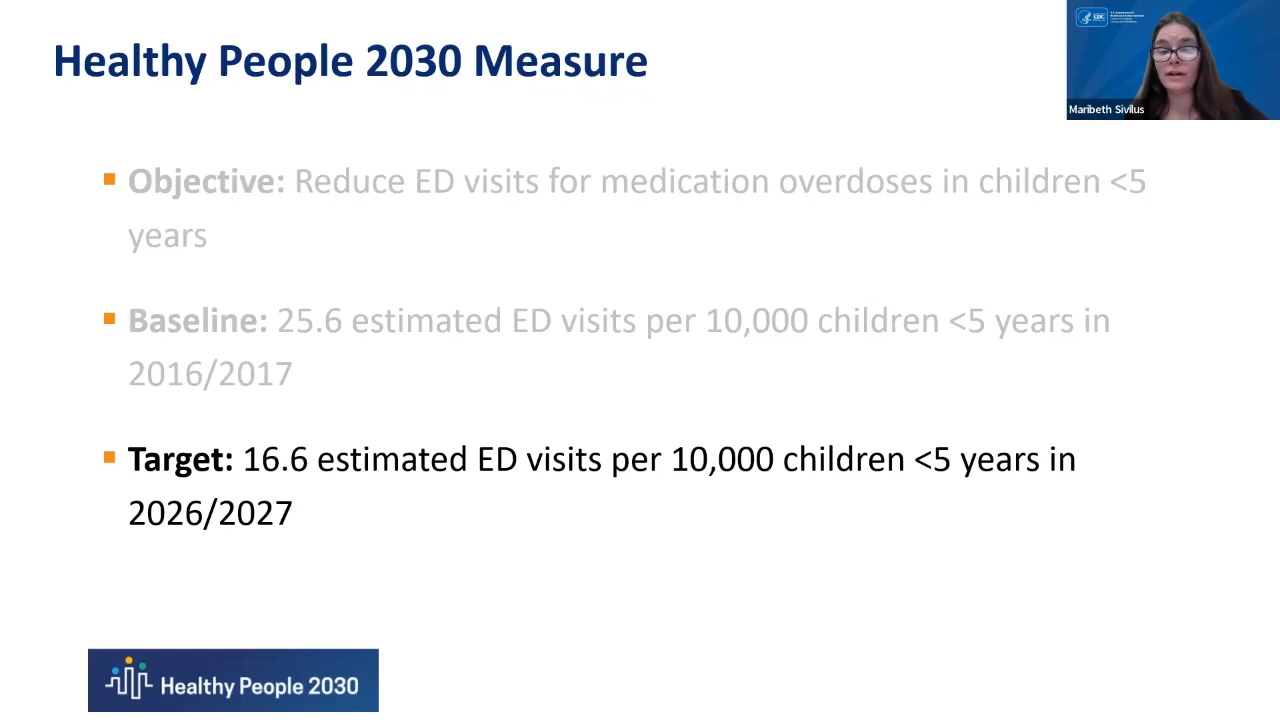 Healthy People 2030 Measure
CDC
Maribeth Sivilus
▪ Objective: Reduce ED visits for medication overdoses in children <5
years
▪ Baseline: 25.6 estimated ED visits per 10,000 children <5 years in
2016/2017
▪ Target: 16.6 estimated ED visits per 10,000 children <5 years in
2026/2027
Healthy People 2030